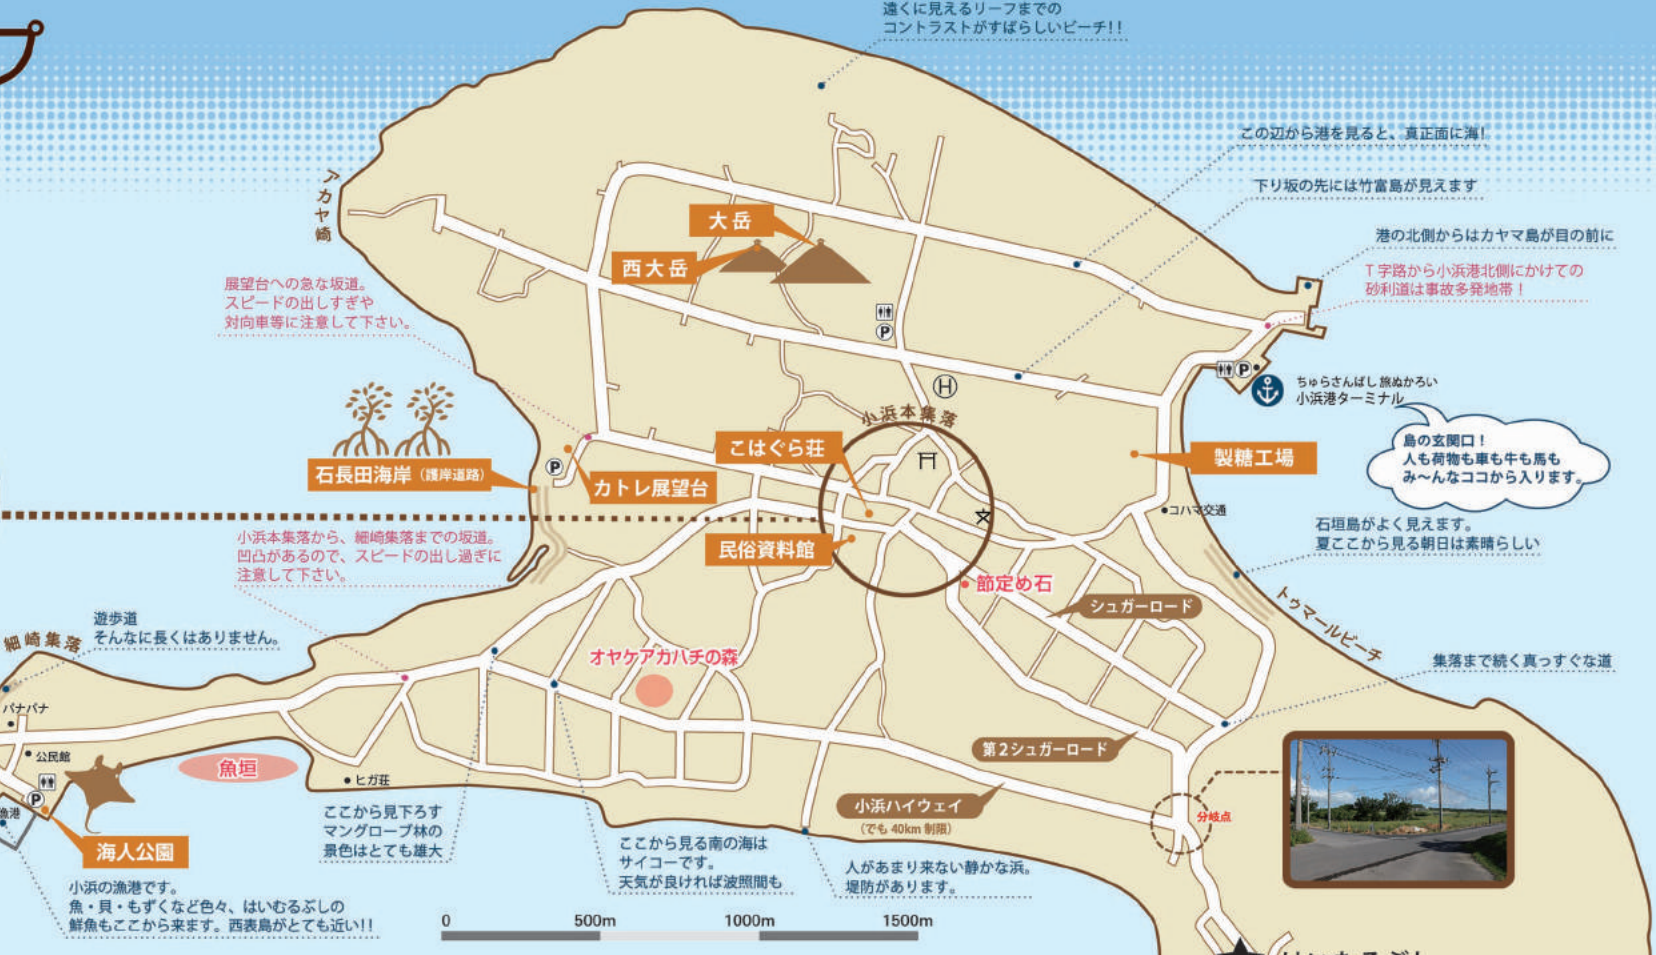 遠くに見えるリーフまでの
コントラストがすばらしいビーチ!!
この辺から港を見ると、真正面に海!
下り坂の先には竹富島が見えます
港の北側からはカヤマ島が目の前に
T字路から小浜港北側にかけての
砂利道は事故多発地帯！
アカヤ崎
大岳
西大岳
展望台への急な坂道。
スピードの出しすぎや
対向車等に注意して下さい。
P
H
P
ちゅらさんばし 旅ぬかろい
小浜港ターミナル
島の玄関口！
人も荷物も車も牛も馬も
み〜んなココから入ります。
小浜本集落
こはぐら荘
製糖工場
石長田海岸（護岸道路）
P
カトレ展望台
コハマ交通
石垣島がよく見えます。
夏ここから見る朝日は素晴らしい
小浜本集落から、細崎集落までの坂道。
凹凸があるので、スピードの出し過ぎに
注意して下さい。
民俗資料館
節定め石
シュガーロード
トゥマールビーチ
遊歩道
そんなに長くはありません。
細崎集落
オヤケアカハチの森
集落まで続く真っすぐな道
パナパナ
公民館
P
漁港
魚垣
ヒガ荘
第2シュガーロード
小浜ハイウェイ
（でも 40km 制限）
分岐点
海人公園
ここから見下ろす
マングローブ林の
景色はとても雄大
ここから見る南の海は
サイコーです。
天気が良ければ波照間も
人があまり来ない静かな浜。
堤防があります。
小浜の漁港です。
魚・貝・もずくなど色々、はいむるぶしの
鮮魚もここから来ます。西表島がとても近い!!
0 500m 1000m 1500m